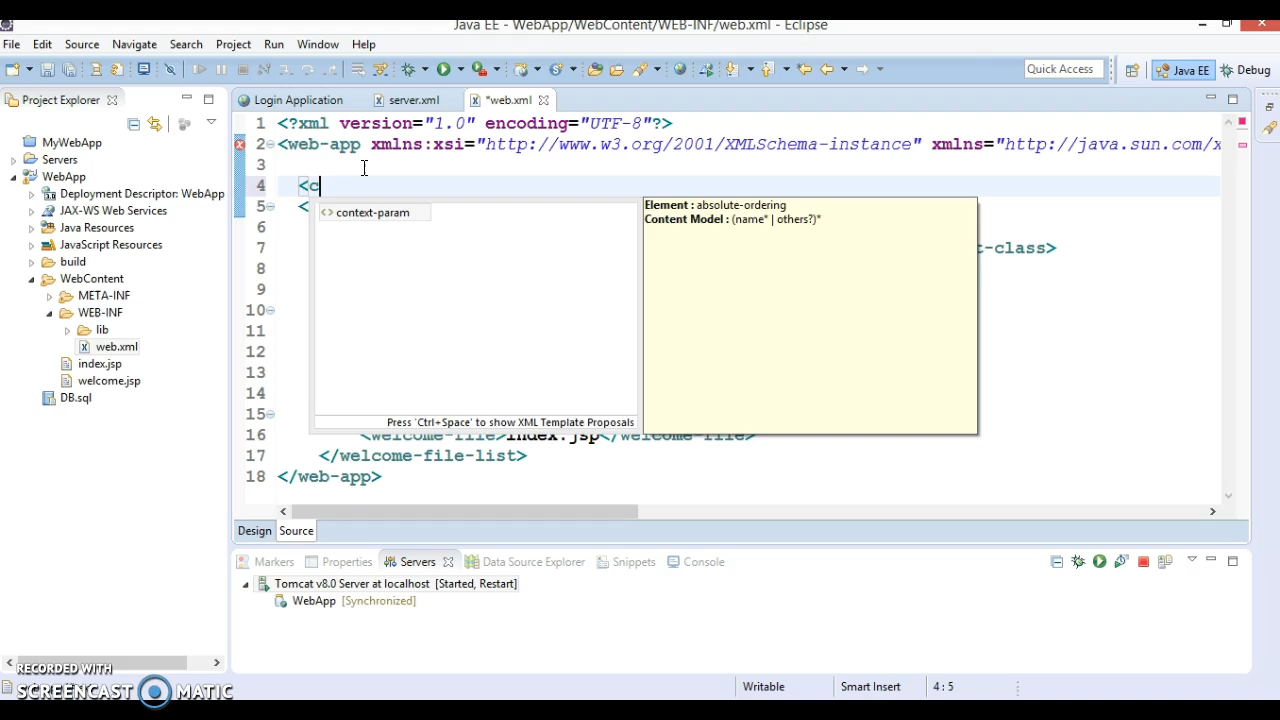 Java EE - WebApp/WebContent/WEB-INF/web.xml - Eclipse
File Edit Source Navigate Search Project Run Window Help
Quick Access
Java EE
Debug
Project Explorer
Login Application
server.xml
*web.xml
MyWebApp
Servers
WebApp
Deployment Descriptor: WebApp
JAX-WS Web Services
Java Resources
JavaScript Resources
build
WebContent
META-INF
WEB-INF
lib
web.xml
index.jsp
welcome.jsp
DB.sql
1 <?xml version="1.0" encoding="UTF-8"?>
2 <web-app xmlns:xsi="http://www.w3.org/2001/XMLSchema-instance" xmlns="http://java.sun.com/x
3
4 <c
5 <
6
7 t-class>
8
9
10
11
12
13
14
15
16 <welcome-file>index.jsp</welcome-file>
17 </welcome-file-list>
18 </web-app>
<> context-param
Press 'Ctrl+Space' to show XML Template Proposals
Element : absolute-ordering
Content Model : (name* | others?)*
Design
Source
Markers
Properties
Servers
Data Source Explorer
Snippets
Console
Tomcat v8.0 Server at localhost [Started, Restart]
WebApp [Synchronized]
Writable
Smart Insert
4 : 5
RECORDED WITH
SCREENCAST MATIC